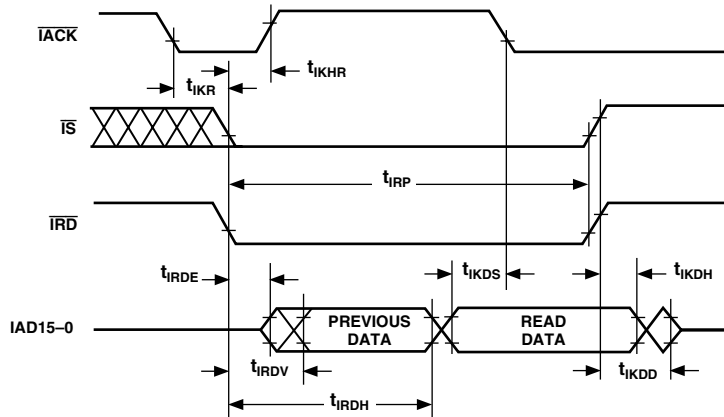 IACK
tIKHR
tIKR
IS
tIRP
IRD
tIRDE
tIKDS
tIKDH
IAD15–0
PREVIOUS
DATA
READ
DATA
tIRDV
tIKDD
tIRDH